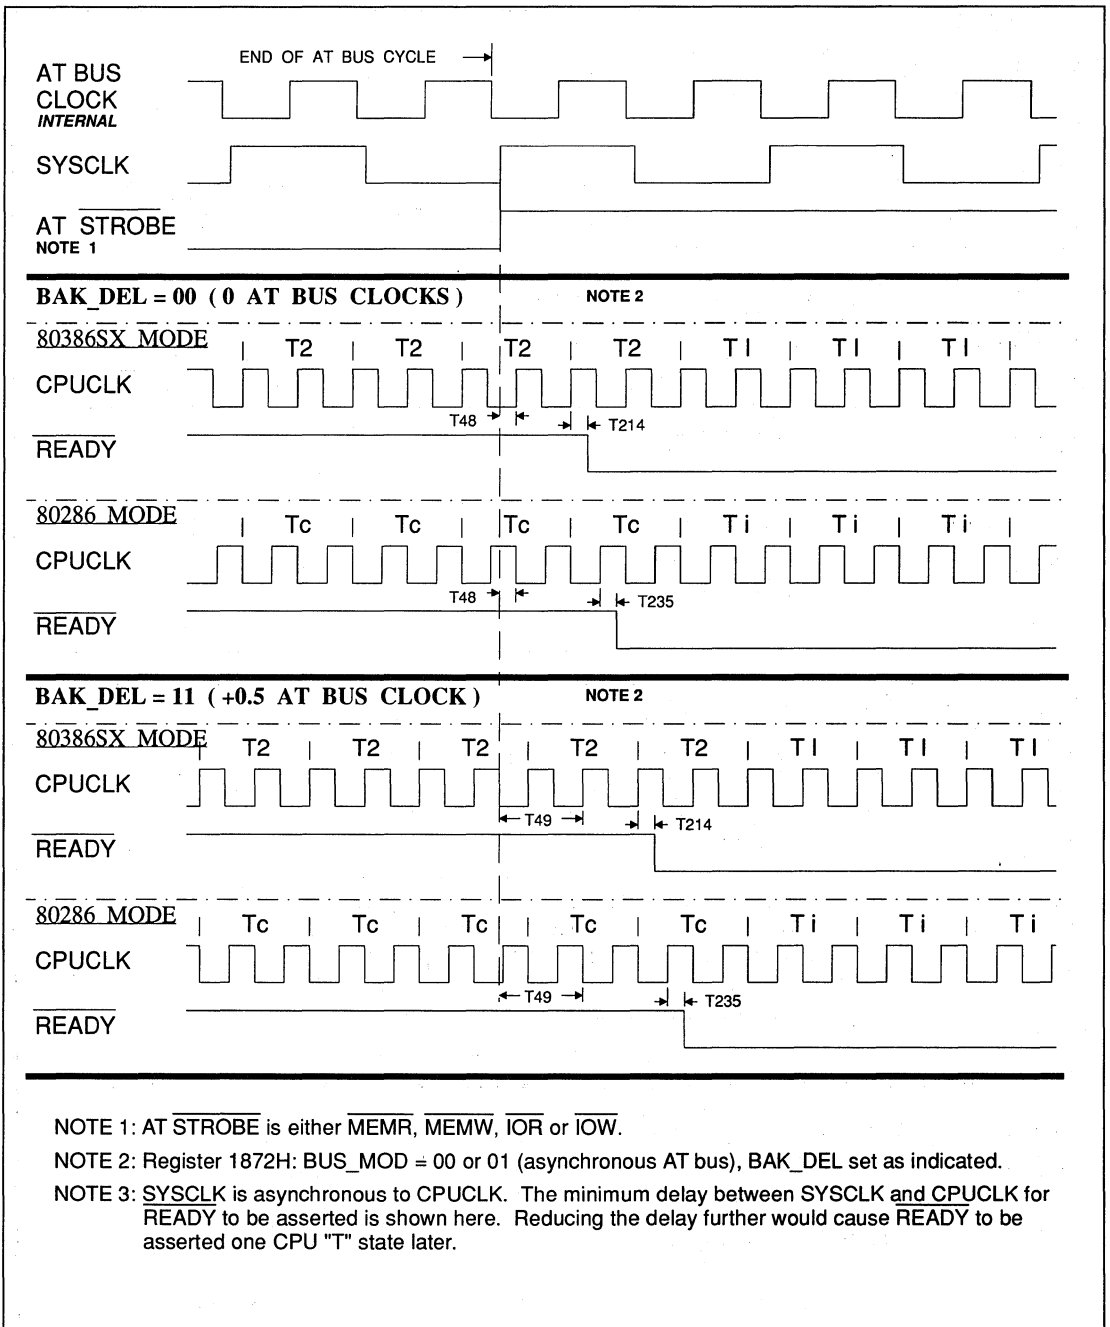 END OF AT BUS CYCLE
AT BUS
CLOCK
INTERNAL
SYSCLK
AT STROBE
NOTE 1
BAK_DEL = 00 ( 0 AT BUS CLOCKS )
NOTE 2
80386SX MODE
| T2 | T2 | T2 | T2 | TI | TI | TI |
CPUCLK
T48
T214
READY
80286 MODE
| Tc | Tc | Tc | Tc | Ti | Ti | Ti |
CPUCLK
T48
T235
READY
BAK_DEL = 11 ( +0.5 AT BUS CLOCK )
NOTE 2
80386SX MODE
| T2 | T2 | T2 | T2 | T2 | TI | TI | TI
CPUCLK
T49
T214
READY
80286 MODE
| Tc | Tc | Tc | Tc | Tc | Ti | Ti | Ti
CPUCLK
T49
T235
READY
NOTE 1: AT STROBE is either MEMR, MEMW, IOR or IOW.
NOTE 2: Register 1872H: BUS_MOD = 00 or 01 (asynchronous AT bus), BAK_DEL set as indicated.
NOTE 3: SYSCLK is asynchronous to CPUCLK. The minimum delay between SYSCLK and CPUCLK for
READY to be asserted is shown here. Reducing the delay further would cause READY to be
asserted one CPU "T" state later.